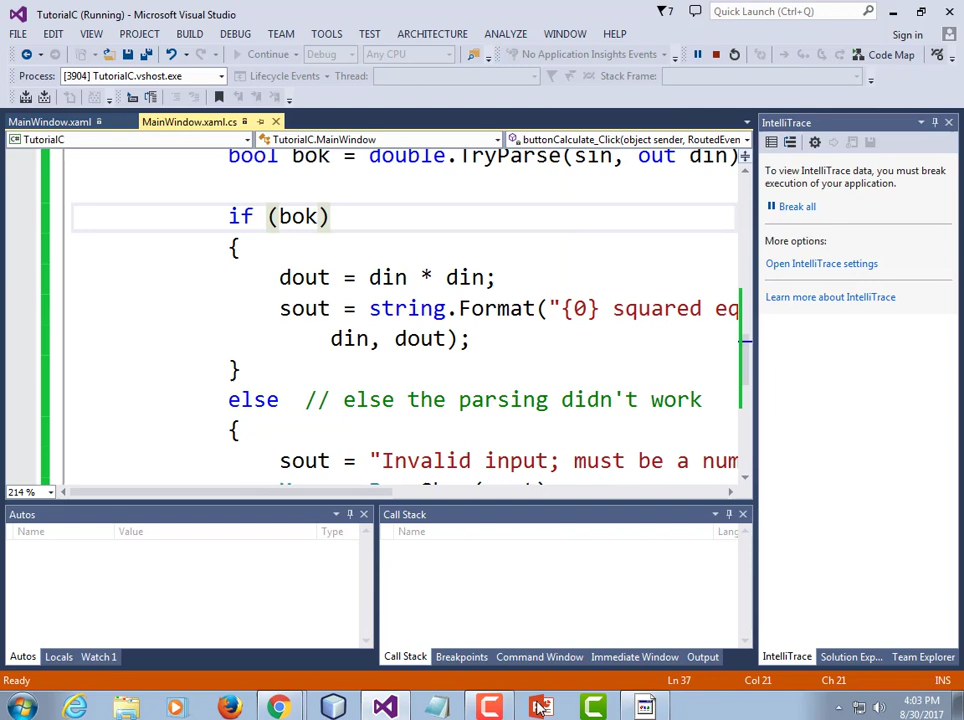 TutorialC (Running) - Microsoft Visual Studio
7
Quick Launch (Ctrl+Q)
FILE EDIT VIEW PROJECT BUILD DEBUG TEAM TOOLS TEST ARCHITECTURE ANALYZE WINDOW HELP
Sign in
Continue Debug Any CPU No Application Insights Events Code Map
Process: [3904] TutorialC.vshost.exe Lifecycle Events Thread: Stack Frame:
MainWindow.xaml MainWindow.xaml.cs
TutorialC TutorialC.MainWindow buttonCalculate_Click(object sender, RoutedEven
bool bok = double.TryParse(sin, out din)
if (bok)
{
dout = din * din;
sout = string.Format("{0} squared eq
din, dout);
}
else // else the parsing didn't work
{
sout = "Invalid input; must be a num
214 %
IntelliTrace
To view IntelliTrace data, you must break
execution of your application.
Break all
More options:
Open IntelliTrace settings
Learn more about IntelliTrace
Autos
Name Value Type
Autos Locals Watch 1
Call Stack
Name Lang
Call Stack Breakpoints Command Window Immediate Window Output
IntelliTrace Solution Exp... Team Explorer
Ready Ln 37 Col 21 Ch 21 INS
4:03 PM
8/30/2017